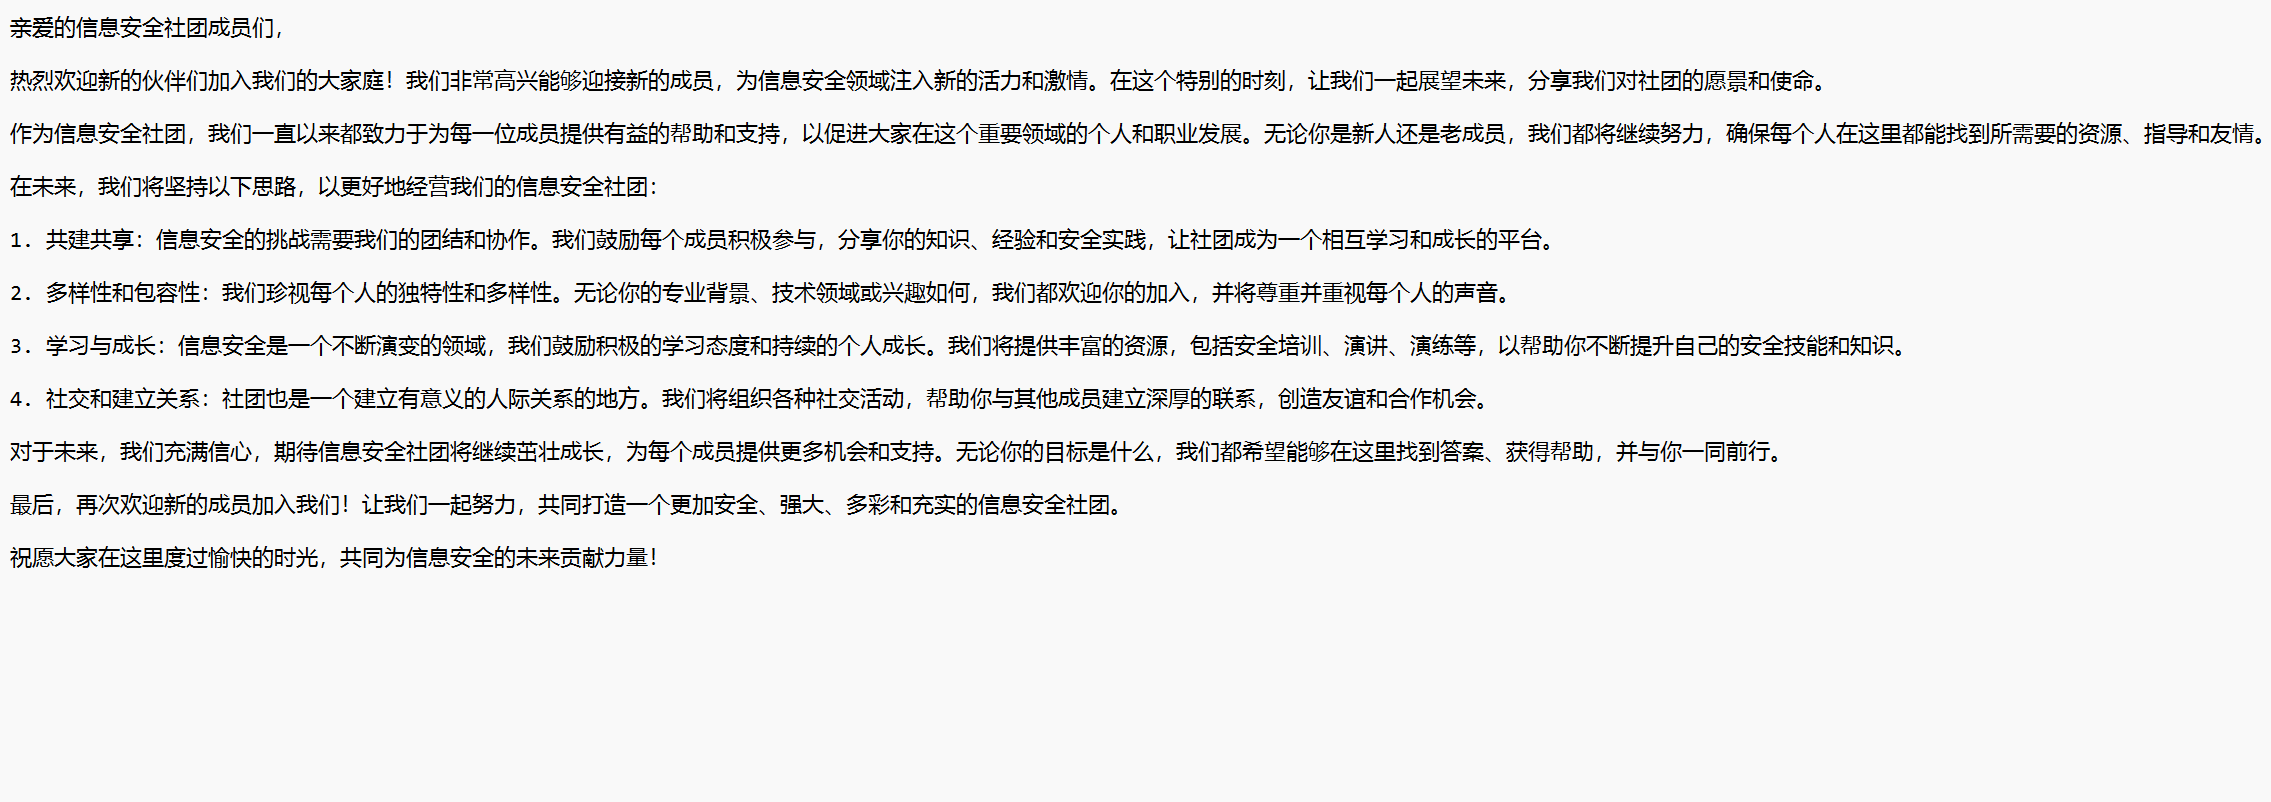 亲爱的信息安全社团成员们，
热烈欢迎新的伙伴们加入我们的大家庭！我们非常高兴能够迎接新的成员，为信息安全领域注入新的活力和激情。在这个特别的时刻，让我们一起展望未来，分享我们对社团的愿景和使命。
作为信息安全社团，我们一直以来都致力于为每一位成员提供有益的帮助和支持，以促进大家在这个重要领域的个人和职业发展。无论你是新人还是老成员，我们都将继续努力，确保每个人在这里都能找到所需要的资源、指导和友情。
在未来，我们将坚持以下思路，以更好地经营我们的信息安全社团：
1. 共建共享：信息安全的挑战需要我们的团结和协作。我们鼓励每个成员积极参与，分享你的知识、经验和安全实践，让社团成为一个相互学习和成长的平台。
2. 多样性和包容性：我们珍视每个人的独特性和多样性。无论你的专业背景、技术领域或兴趣如何，我们都欢迎你的加入，并将尊重并重视每个人的声音。
3. 学习与成长：信息安全是一个不断演变的领域，我们鼓励积极的学习态度和持续的个人成长。我们将提供丰富的资源，包括安全培训、演讲、演练等，以帮助你不断提升自己的安全技能和知识。
4. 社交和建立关系：社团也是一个建立有意义的人际关系的地方。我们将组织各种社交活动，帮助你与其他成员建立深厚的联系，创造友谊和合作机会。
对于未来，我们充满信心，期待信息安全社团将继续茁壮成长，为每个成员提供更多机会和支持。无论你的目标是什么，我们都希望能够在这里找到答案、获得帮助，并与你一同前行。
最后，再次欢迎新的成员加入我们！让我们一起努力，共同打造一个更加安全、强大、多彩和充实的信息安全社团。
祝愿大家在这里度过愉快的时光，共同为信息安全的未来贡献力量！